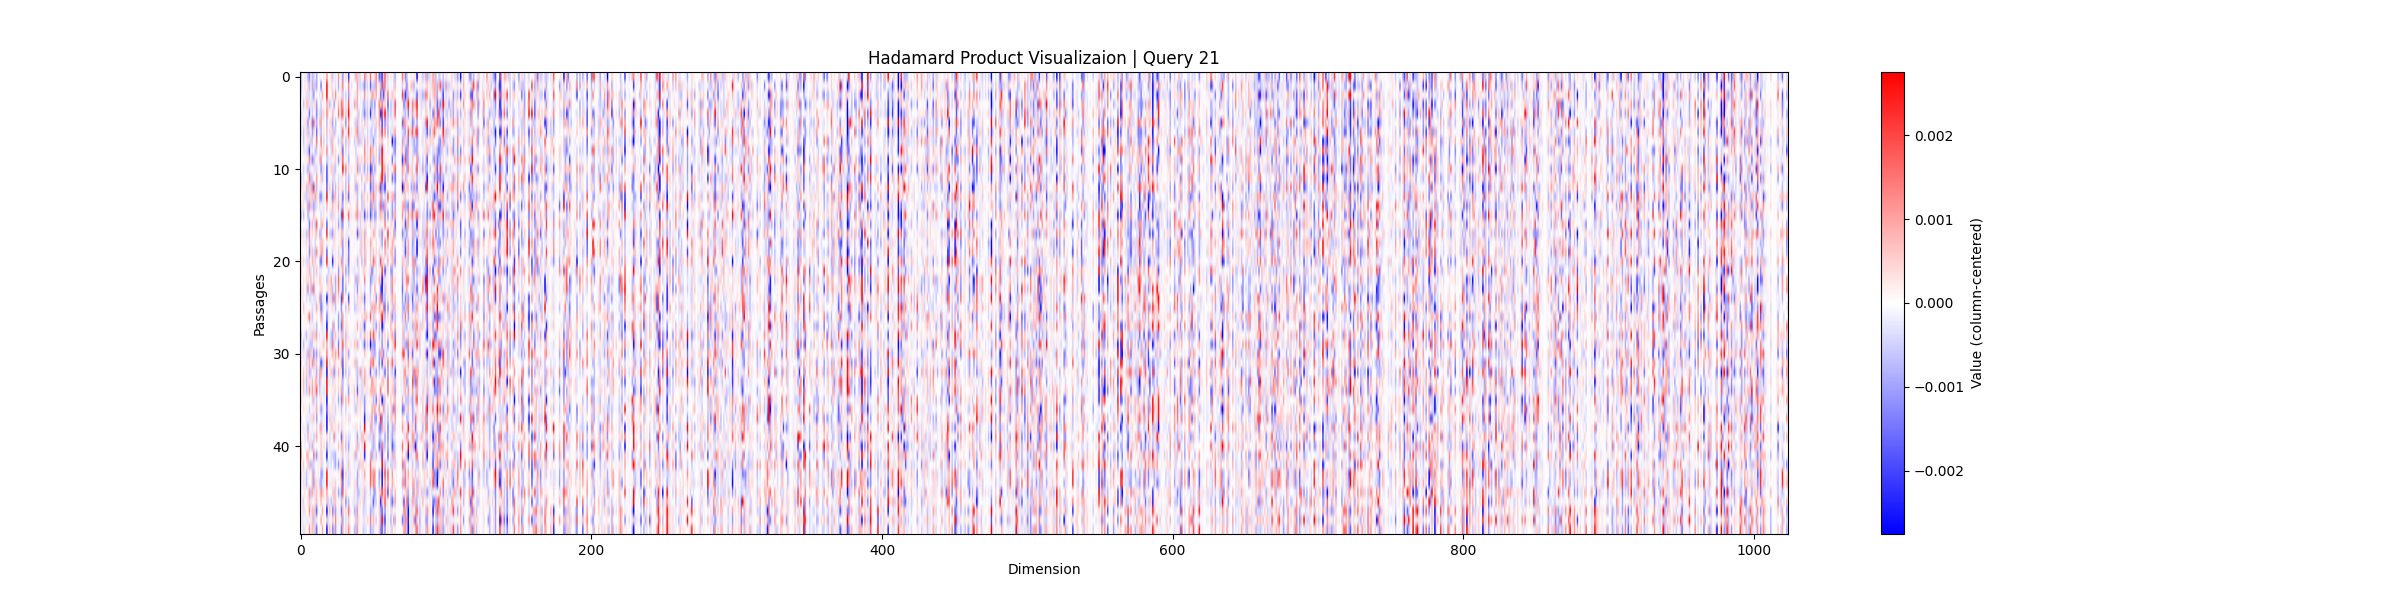 Hadamard Product Visualizaion | Query 21
0
10
20
30
40
Passages
0 200 400 600 800 1000
Dimension
0.002
0.001
0.000
−0.001
−0.002
Value (column-centered)